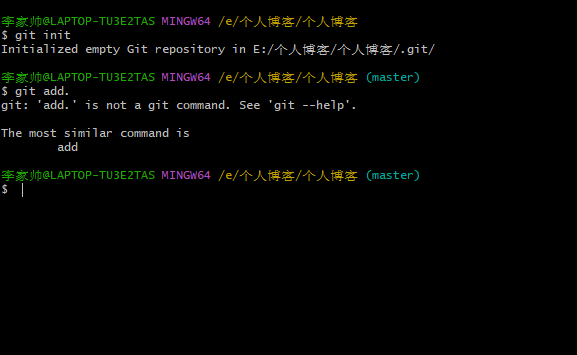 李家帅@LAPTOP-TU3E2TAS MINGW64 /e/个人博客/个人博客
$ git init
Initialized empty Git repository in E:/个人博客/个人博客/.git/
李家帅@LAPTOP-TU3E2TAS MINGW64 /e/个人博客/个人博客 (master)
$ git add.
git: 'add.' is not a git command. See 'git --help'.
The most similar command is
add
李家帅@LAPTOP-TU3E2TAS MINGW64 /e/个人博客/个人博客 (master)
$